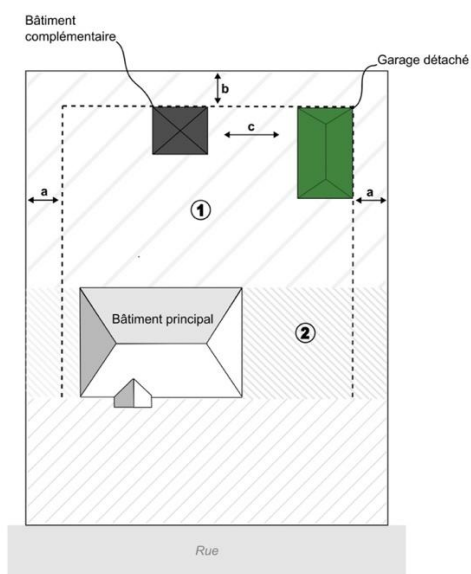 Bâtiment
complémentaire
Garage détaché
b
c
a
a
1
Bâtiment principal
2
Rue